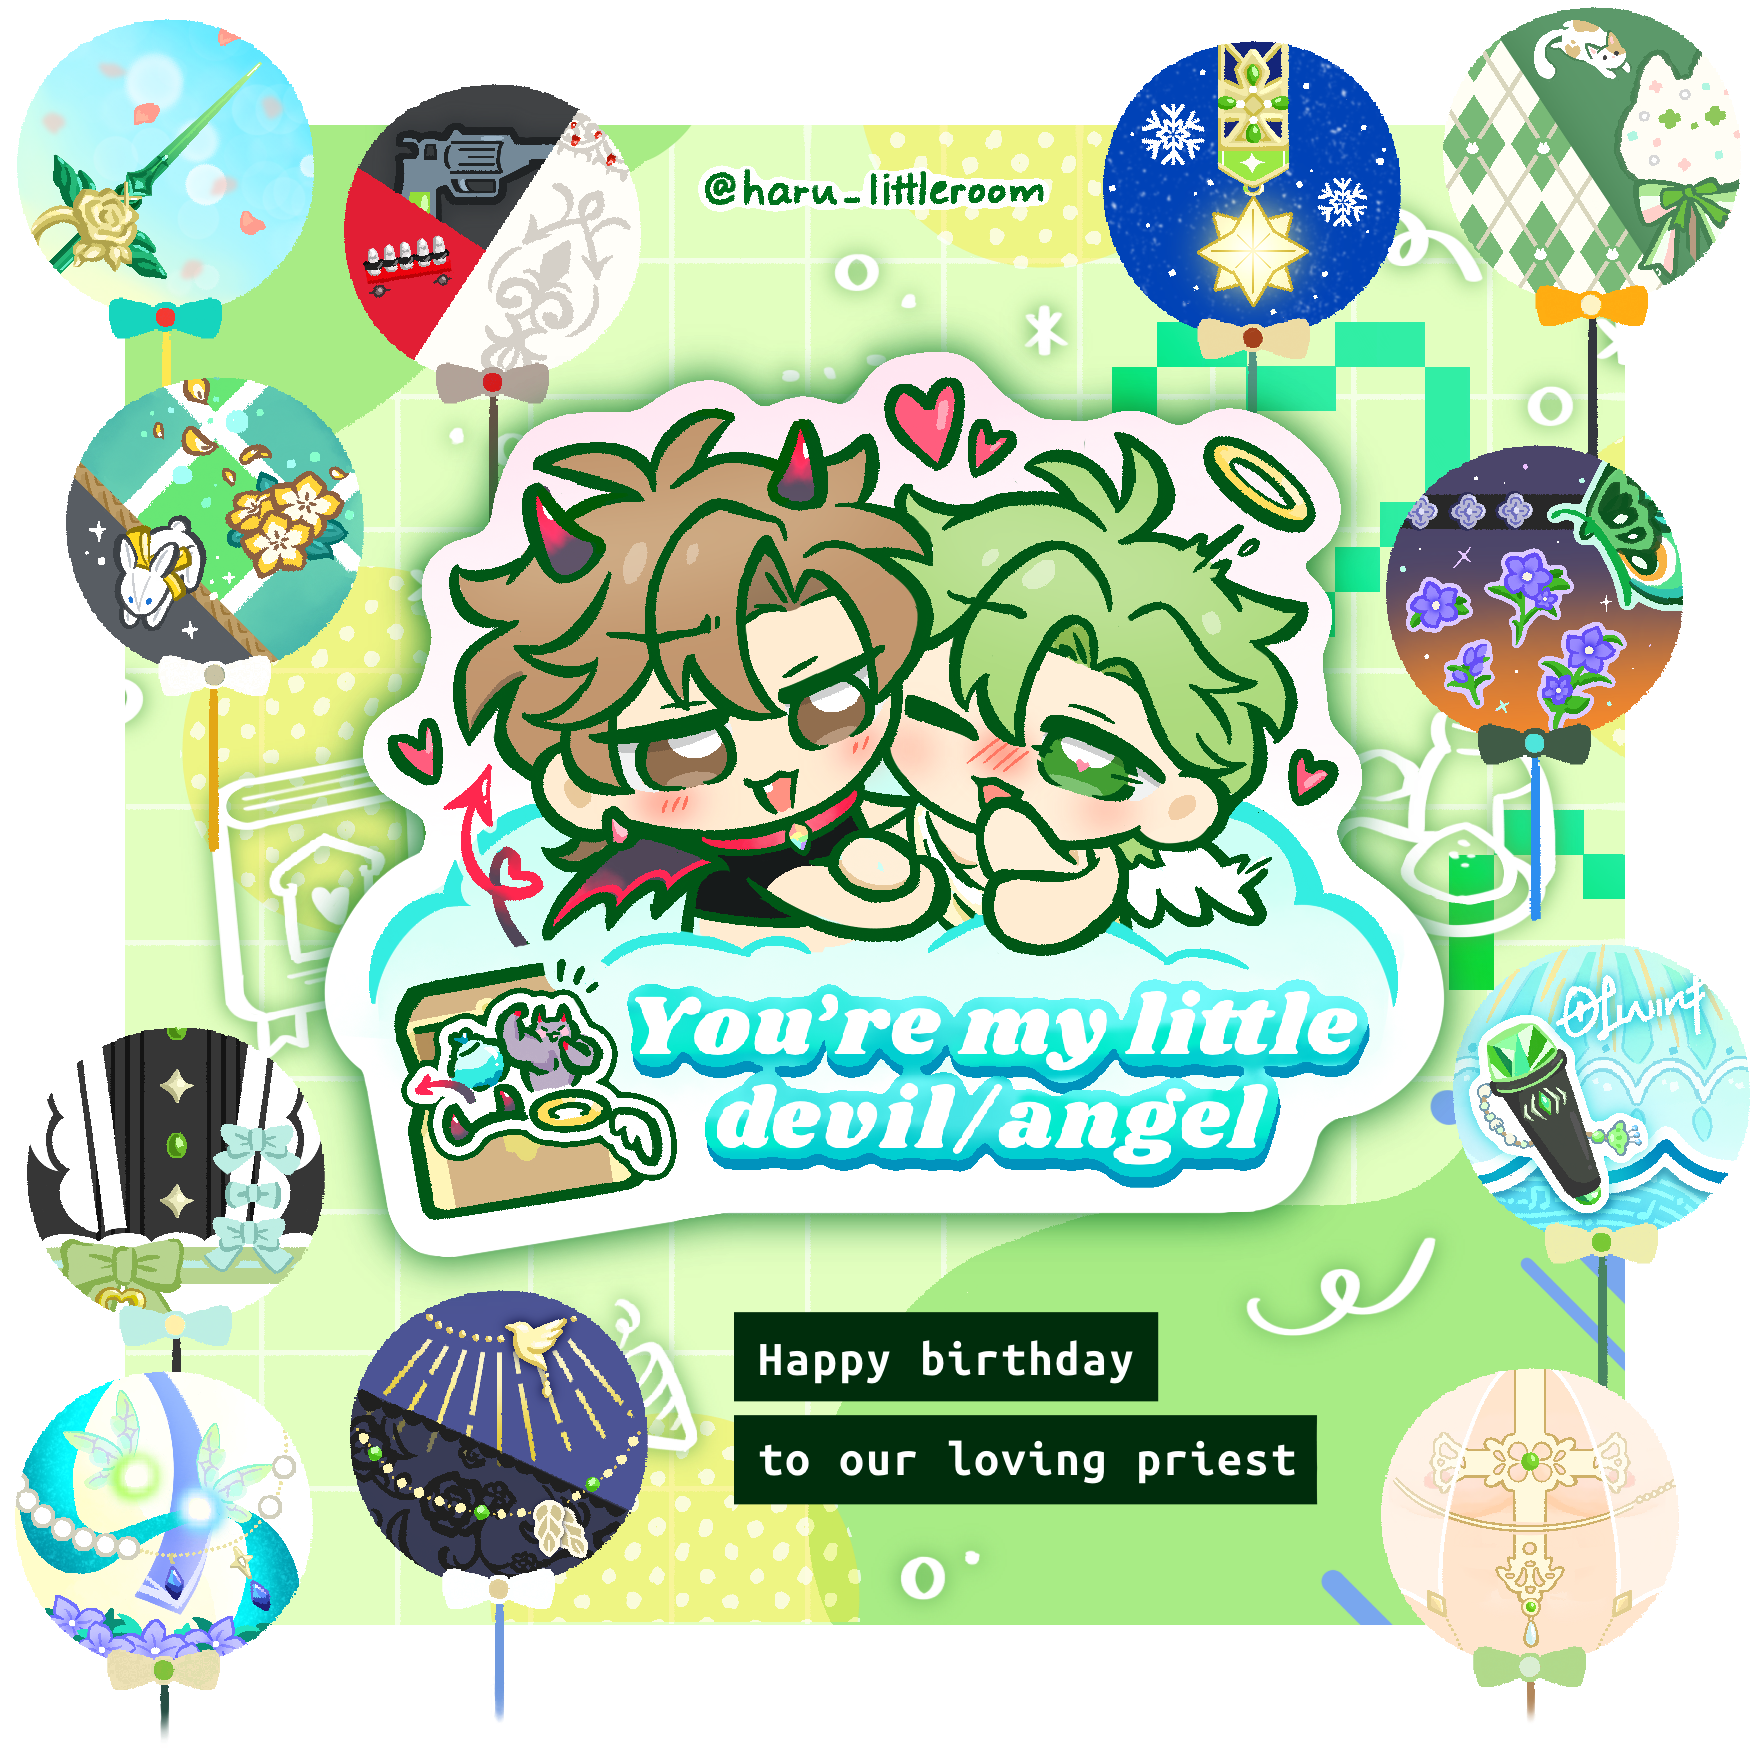 @haru_littleroom
You're my little
devil/angel
Happy birthday
to our loving priest